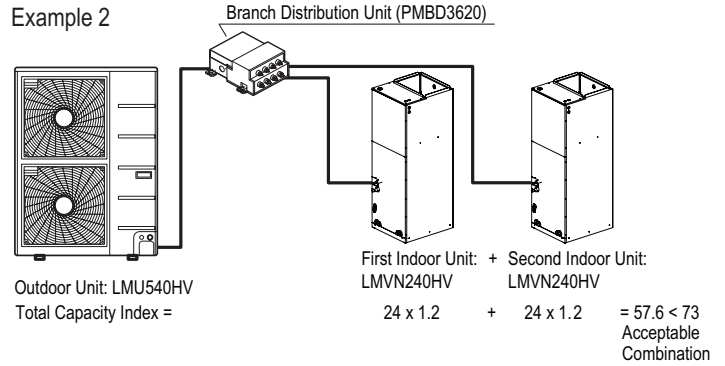 Example 2
Branch Distribution Unit (PMBD3620)
First Indoor Unit: + Second Indoor Unit:
LMVN240HV LMVN240HV
Outdoor Unit: LMU540HV
Total Capacity Index = 24 x 1.2 + 24 x 1.2 = 57.6 < 73
Acceptable
Combination